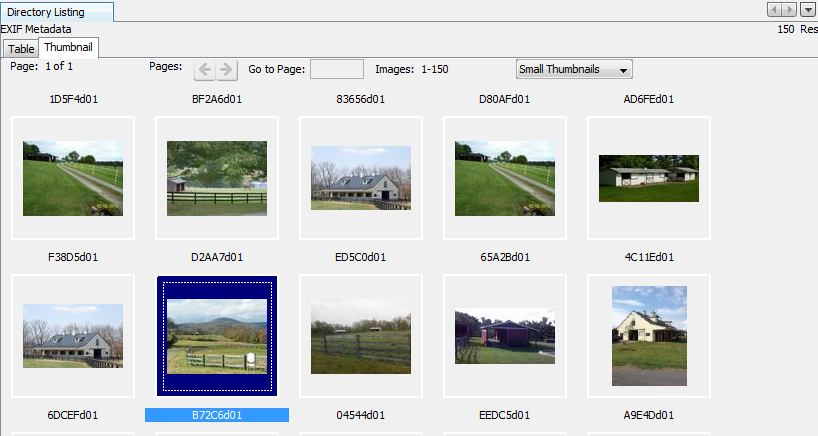 Directory Listing
EXIF Metadata 150 Res
Table Thumbnail
Page: 1 of 1 Pages: Go to Page: Images: 1-150 Small Thumbnails
1D5F4d01 BF2A6d01 83656d01 D80AFd01 AD6FEd01
F38D5d01 D2AA7d01 ED5C0d01 65A2Bd01 4C11Ed01
6DCEFd01 B72C6d01 04544d01 EEDC5d01 A9E4Dd01